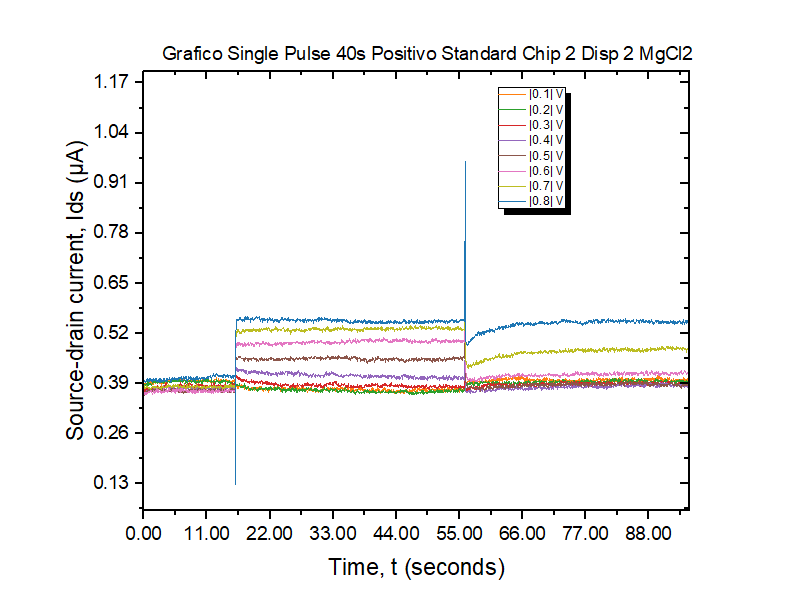 Grafico Single Pulse 40s Positivo Standard Chip 2 Disp 2 MgCl2
|0.1| V
|0.2| V
|0.3| V
|0.4| V
|0.5| V
|0.6| V
|0.7| V
|0.8| V
Source-drain current, Ids (μA)
1.17
1.04
0.91
0.78
0.65
0.52
0.39
0.26
0.13
0.00 11.00 22.00 33.00 44.00 55.00 66.00 77.00 88.00
Time, t (seconds)